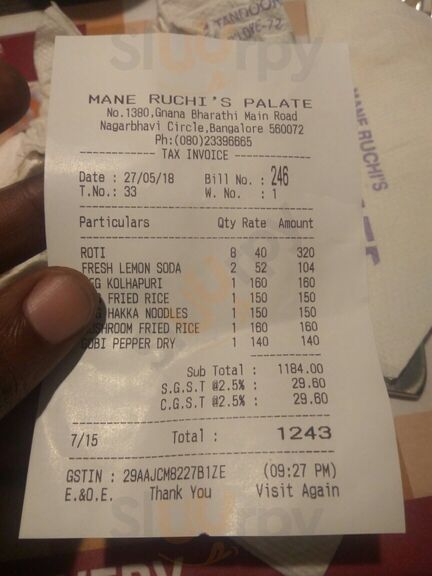 TANDOOR
LOVE-72
MANE RUCHI'S
MANE RUCHI'S PALATE
No.1380,Gnana Bharathi Main Road
Nagarbhavi Circle,Bangalore 560072
Ph:(080)23396665
TAX INVOICE
Date : 27/05/18 Bill No. : 246
T.No.: 33 W. No. : 1
Particulars Qty Rate Amount
ROTI 8 40 320
FRESH LEMON SODA 2 52 104
EG KOLHAPURI 1 160 160
FRIED RICE 1 150 150
HAKKA NOODLES 1 150 150
USHROOM FRIED RICE 1 160 160
GOBI PEPPER DRY 1 140 140
Sub Total : 1184.00
S.G.S.T @2.5% : 29.60
C.G.S.T @2.5% : 29.60
7/15 Total : 1243
GSTIN : 29AAJCM8227B1ZE (09:27 PM)
E.&O.E. Thank You Visit Again
Slurrpy